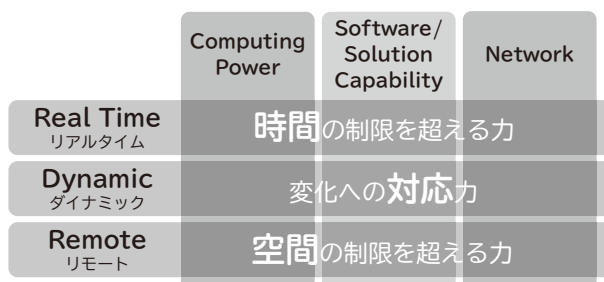 Computing
Power
Software/
Solution
Capability
Network
Real Time
リアルタイム
時間の制限を超える力
Dynamic
ダイナミック
変化への対応力
Remote
リモート
空間の制限を超える力